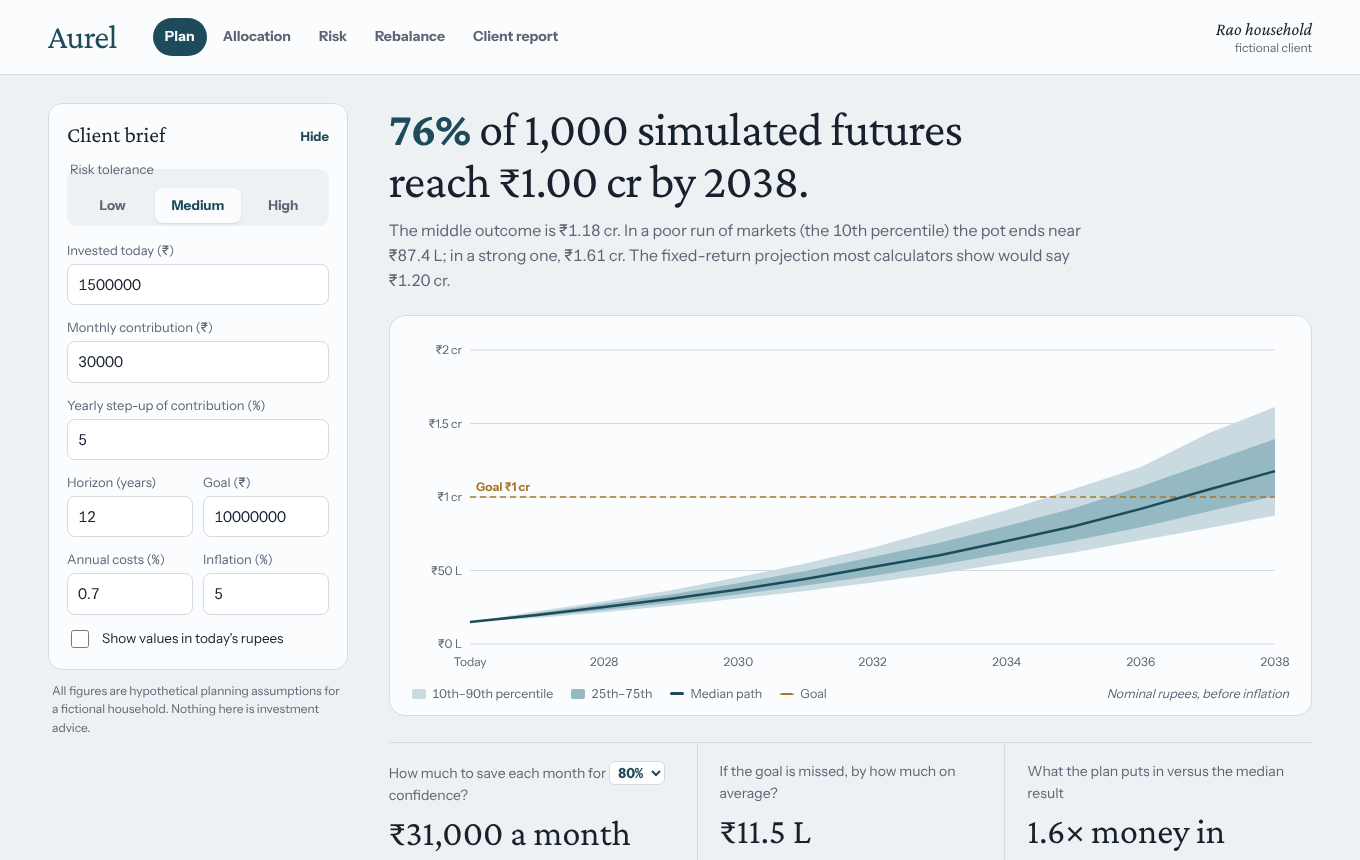 Aurel
Plan
Allocation
Risk
Rebalance
Client report
Rao household
fictional client
Client brief
Hide
Risk tolerance
Low
Medium
High
Invested today (₹)
1500000
Monthly contribution (₹)
30000
Yearly step-up of contribution (%)
5
Horizon (years)
Goal (₹)
12
10000000
Annual costs (%)
Inflation (%)
0.7
5
Show values in today's rupees
All figures are hypothetical planning assumptions for
a fictional household. Nothing here is investment
advice.
76% of 1,000 simulated futures
reach ₹1.00 cr by 2038.
The middle outcome is ₹1.18 cr. In a poor run of markets (the 10th percentile) the pot ends near
₹87.4 L; in a strong one, ₹1.61 cr. The fixed-return projection most calculators show would say
₹1.20 cr.
₹2 cr
₹1.5 cr
Goal ₹1 cr
₹1 cr
₹50 L
₹0 L
Today
2028
2030
2032
2034
2036
2038
10th–90th percentile
25th–75th
Median path
Goal
Nominal rupees, before inflation
How much to save each month for 80%
confidence?
₹31,000 a month
If the goal is missed, by how much on
average?
₹11.5 L
What the plan puts in versus the median
result
1.6× money in